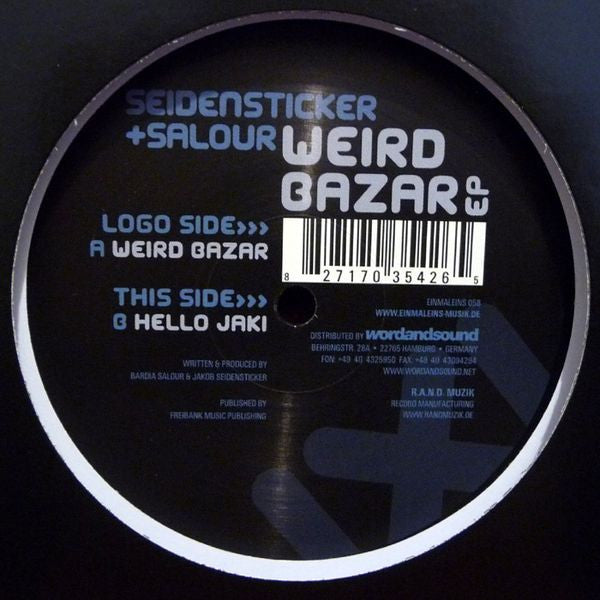 SEIDENSTICKER
+SALOUR
WEIRD
BAZAR EP
LOGO SIDE>>>
A WEIRD BAZAR
THIS SIDE>>>
B HELLO JAKI
WRITTEN & PRODUCED BY
BARDIA SALOUR & JAKOB SEIDENSTICKER
PUBLISHED BY
FREIBANK MUSIC PUBLISHING
8 27170 35426 5
EINMALEINS 058
WWW.EINMALEINS-MUSIK.DE
DISTRIBUTED BY wordandsound
BEHRINGSTR. 28A • 22765 HAMBURG • GERMANY
FON: +49 40 4325950 FAX: +49 40 43094294
WWW.WORDANDSOUND.NET
R.A.N.D. MUZIK
RECORD MANUFACTURING
WWW.RANDMUZIK.DE